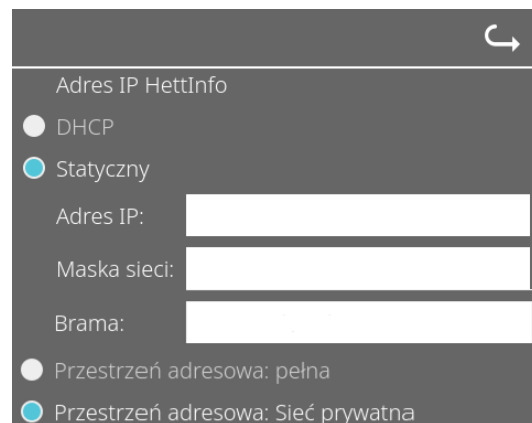 Adres IP HettInfo
DHCP
Statyczny
Adres IP:
Maska sieci:
Brama:
Przestrzeń adresowa: pełna
Przestrzeń adresowa: Sieć prywatna